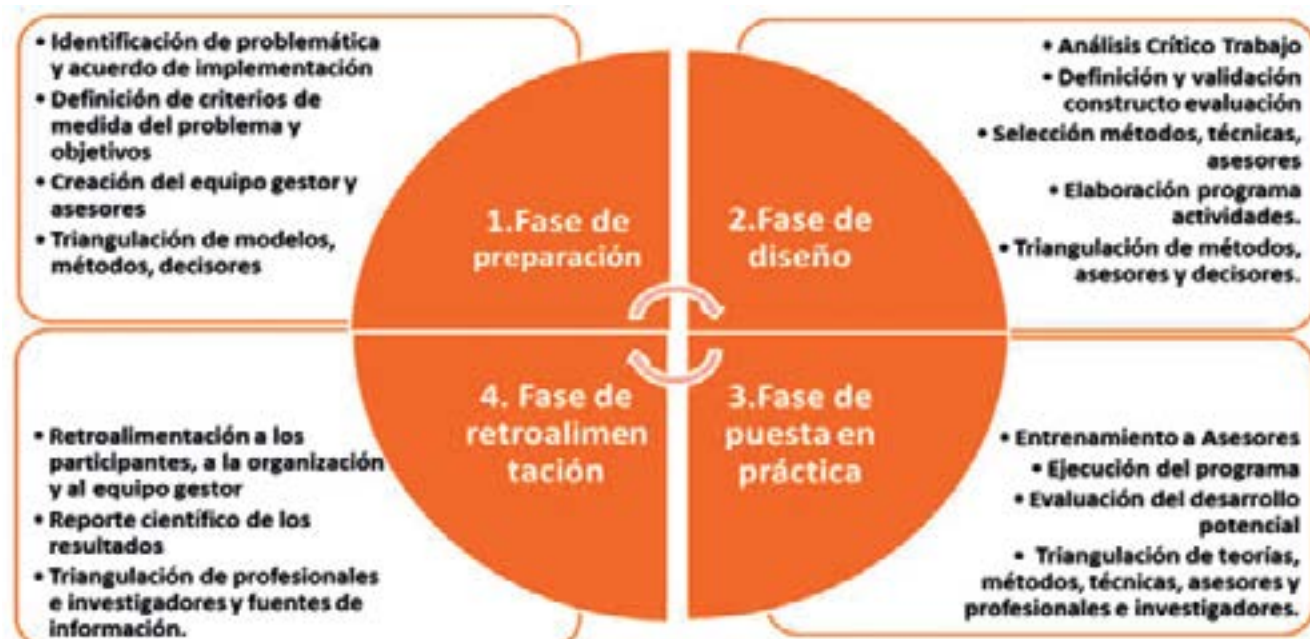 • Identificación de problemática
y acuerdo de implementación
• Definición de criterios de
medida del problema y
objetivos
• Creación del equipo gestor y
asesores
• Triangulación de modelos,
métodos, decisores
1.Fase de
preparación
2.Fase de
diseño
• Análisis Crítico Trabajo
• Definición y validación
constructo evaluación
• Selección métodos, técnicas,
asesores
• Elaboración programa
actividades.
• Triangulación de métodos,
asesores y decisores.
• Retroalimentación a los
participantes, a la organización
y al equipo gestor
• Reporte científico de los
resultados
• Triangulación de profesionales
e investigadores y fuentes de
información.
4. Fase de
retroalimen
tación
3.Fase de
puesta en
práctica
• Entrenamiento a Asesores
• Ejecución del programa
• Evaluación del desarrollo
potencial
• Triangulación de teorías,
métodos, técnicas, asesores y
profesionales e investigadores.